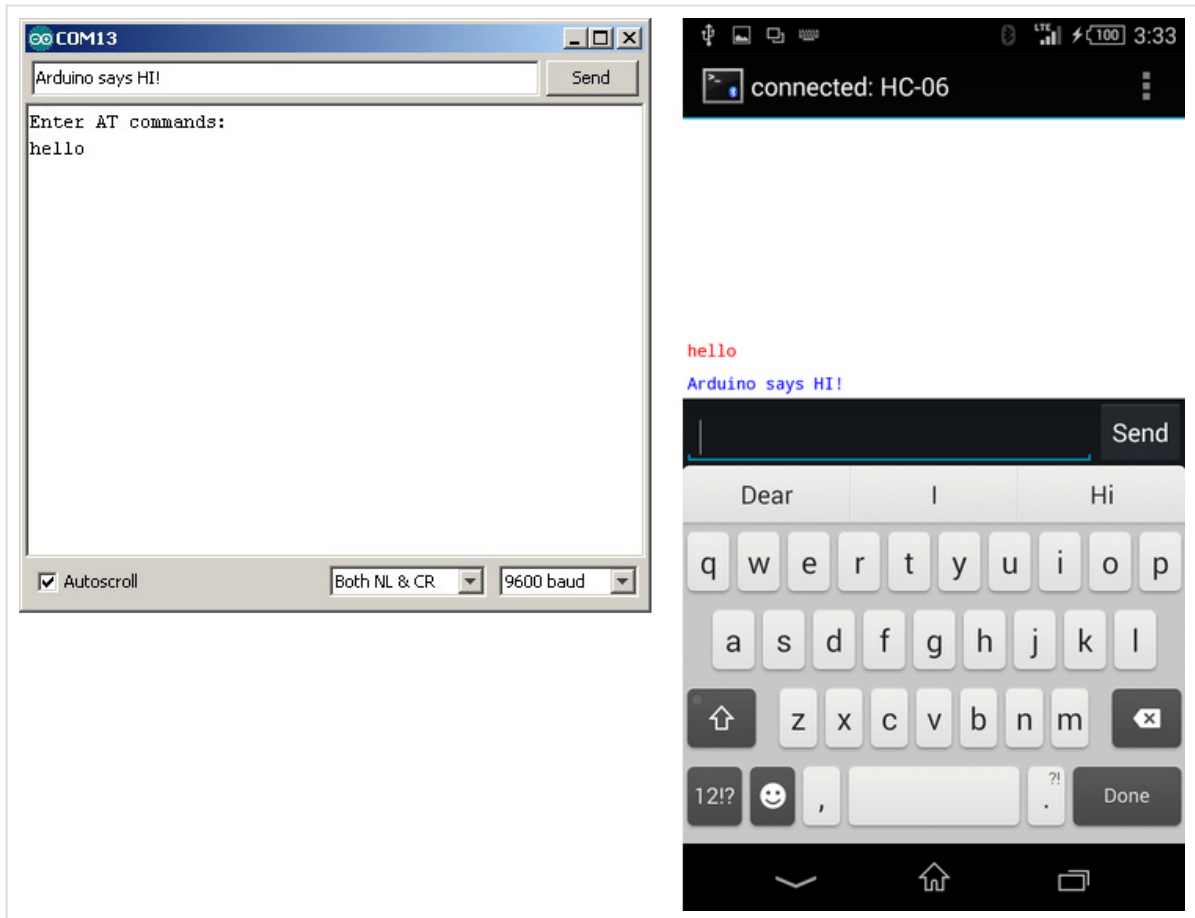 COM13
Arduino says HI!
Send
Enter AT commands:
hello
Autoscroll
Both NL & CR
9600 baud
LTE
100
3:33
connected: HC-06
hello
Arduino says HI!
Send
Dear I Hi
q w e r t y u i o p
a s d f g h j k l
z x c v b n m
12!?
,
?!
.
Done